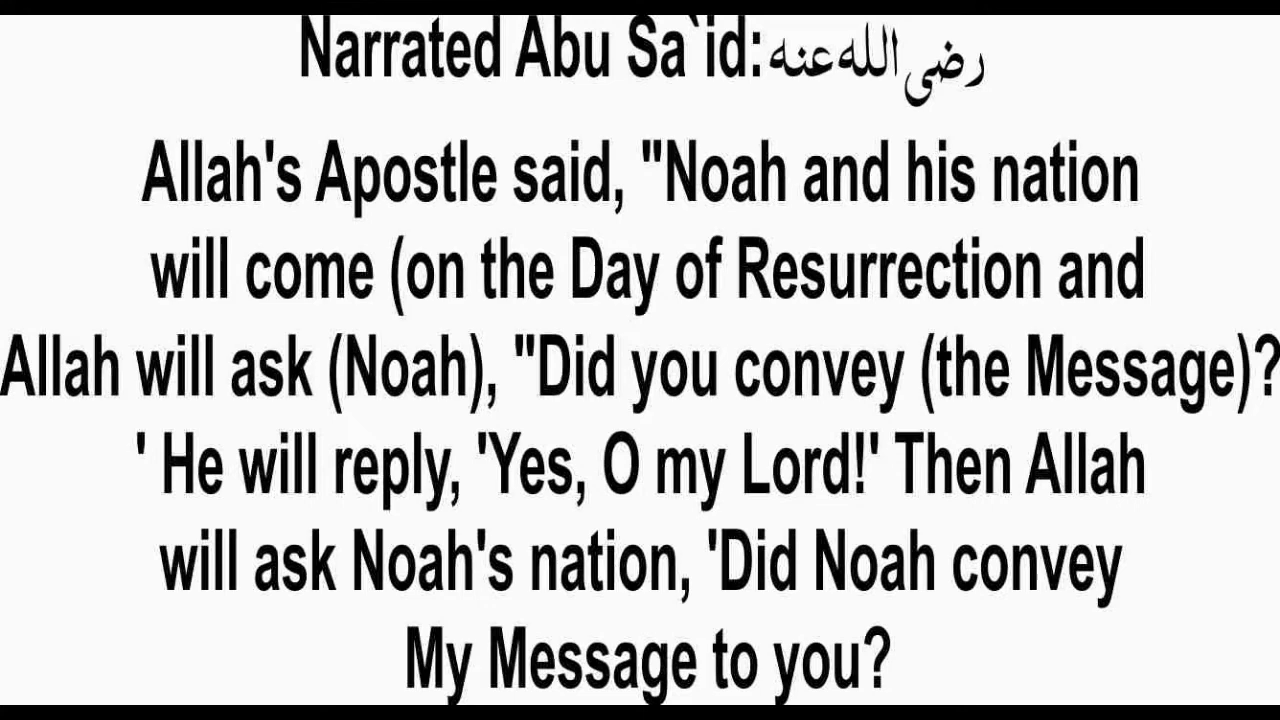 Narrated Abu Sa`id: رضی اللہ عنہ
Allah's Apostle said, "Noah and his nation
will come (on the Day of Resurrection and
Allah will ask (Noah), "Did you convey (the Message)?
' He will reply, 'Yes, O my Lord!' Then Allah
will ask Noah's nation, 'Did Noah convey
My Message to you?